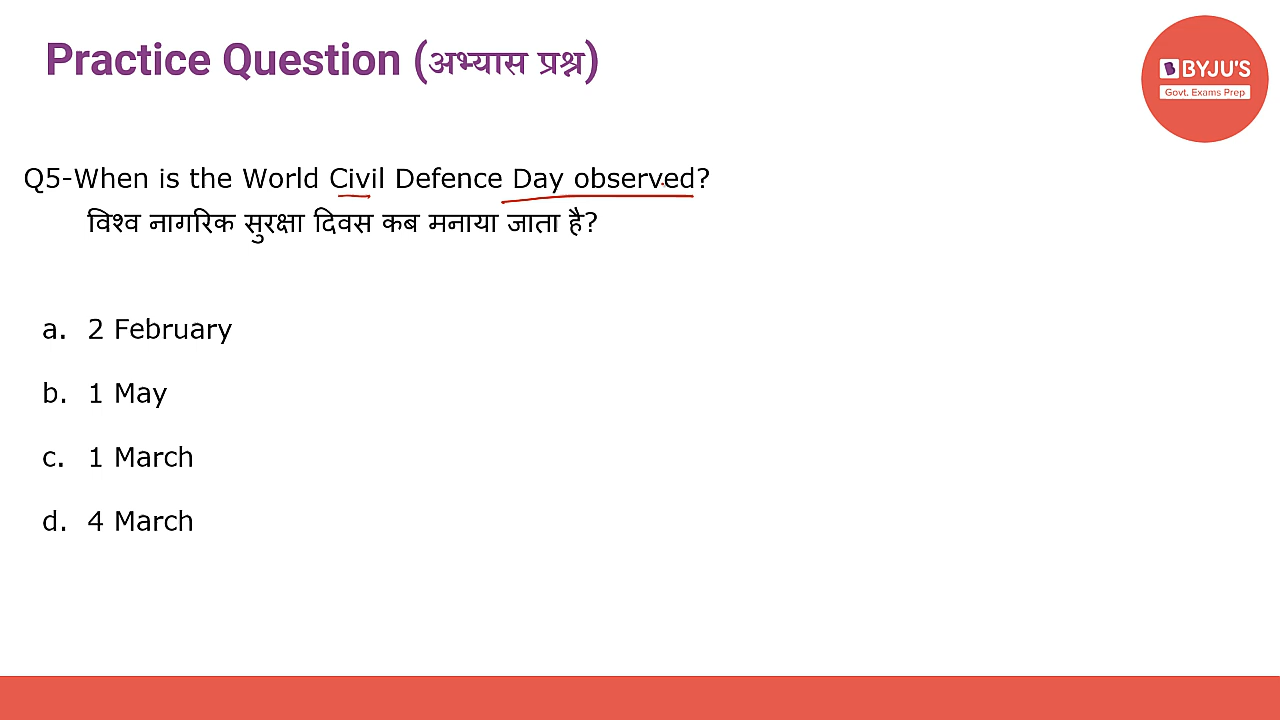 Practice Question (अभ्यास प्रश्न)
BYJU'S
Govt. Exams Prep
Q5-When is the World Civil Defence Day observed?
विश्व नागरिक सुरक्षा दिवस कब मनाया जाता है?
a. 2 February
b. 1 May
c. 1 March
d. 4 March